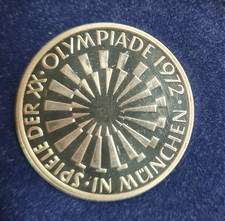 SPIELE DER XX. OLYMPIADE 1972 · IN MÜNCHEN ·